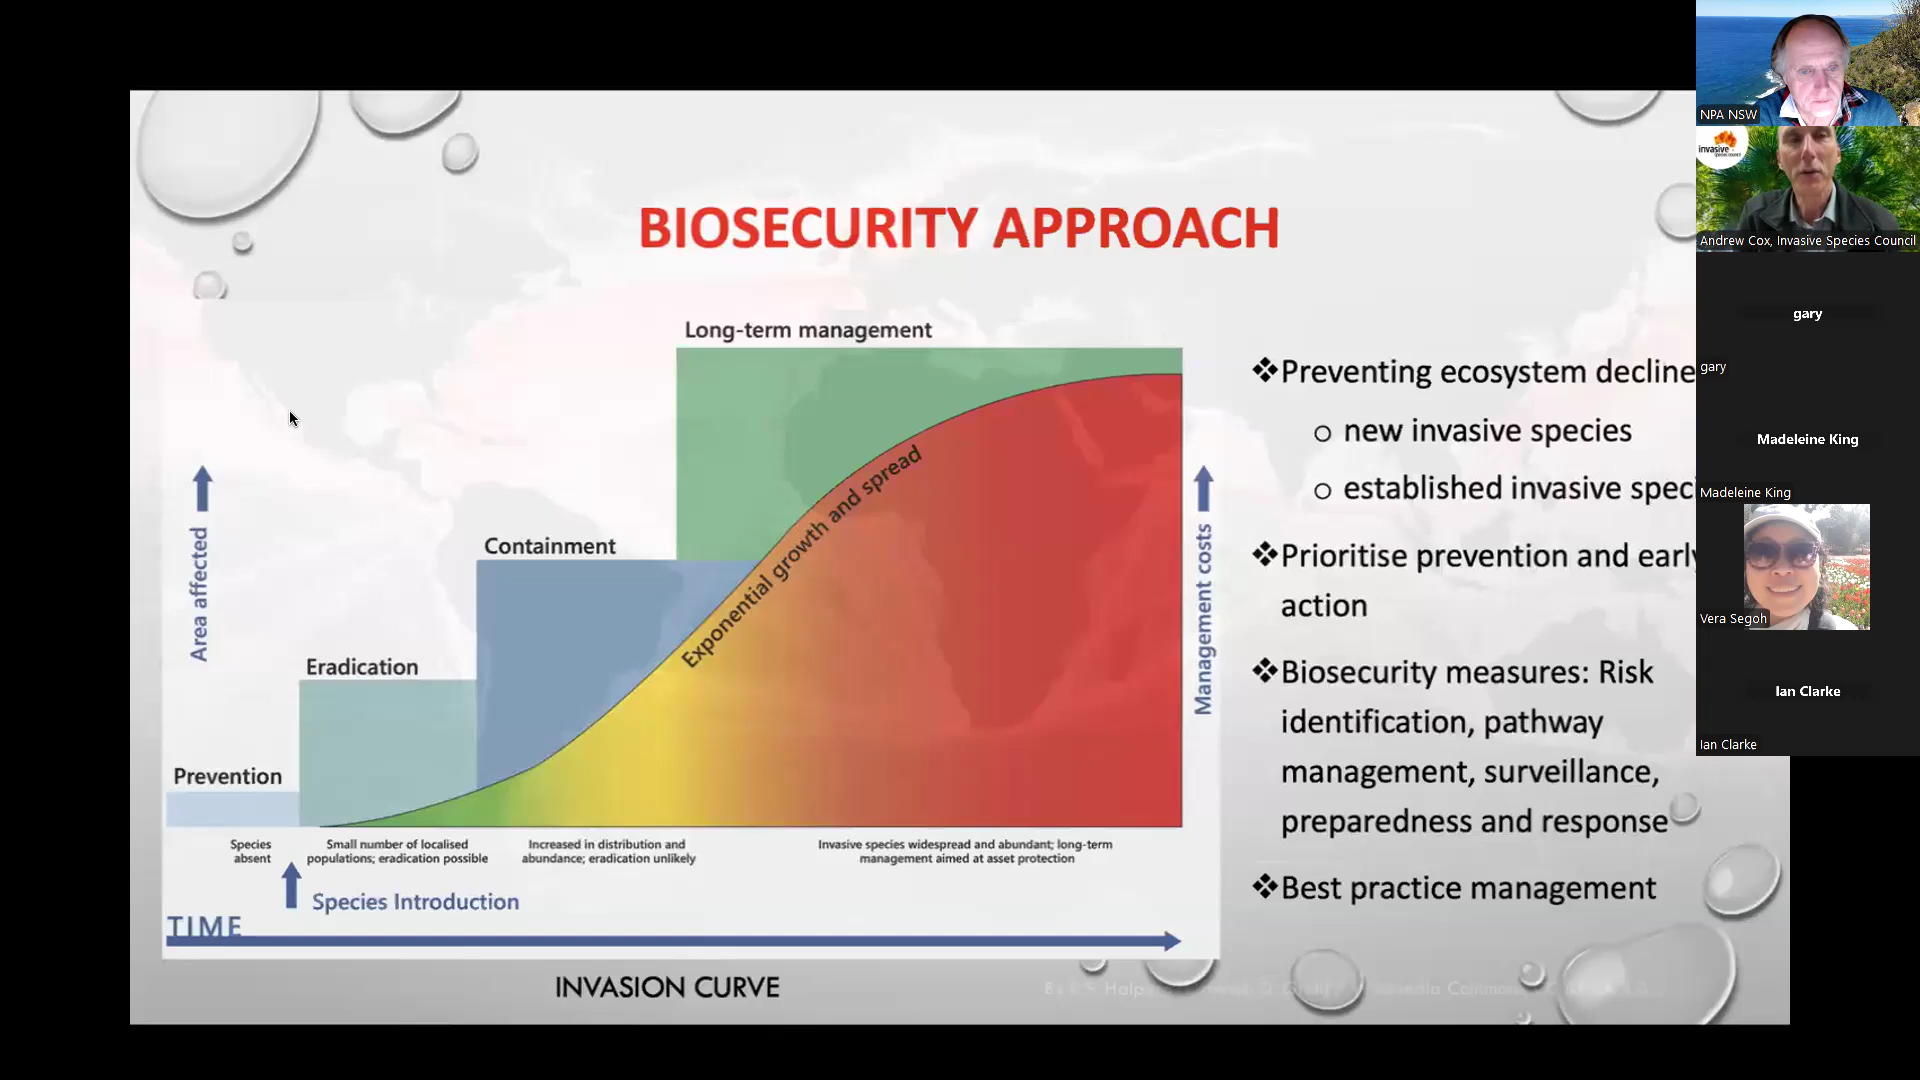 BIOSECURITY APPROACH
Long-term management
Containment
Eradication
Prevention
Area affected
Exponential growth and spread
Management costs
Species
absent
Small number of localised
populations; eradication possible
Increased in distribution and
abundance; eradication unlikely
Invasive species widespread and abundant; long-term
management aimed at asset protection
Species Introduction
TIME
INVASION CURVE
❖Preventing ecosystem decline
o new invasive species
o established invasive speci
❖Prioritise prevention and early
action
❖Biosecurity measures: Risk
identification, pathway
management, surveillance,
preparedness and response
❖Best practice management
NPA NSW
invasive
Andrew Cox, Invasive Species Council
gary
gary
Madeleine King
Madeleine King
Vera Segoh
Ian Clarke
Ian Clarke